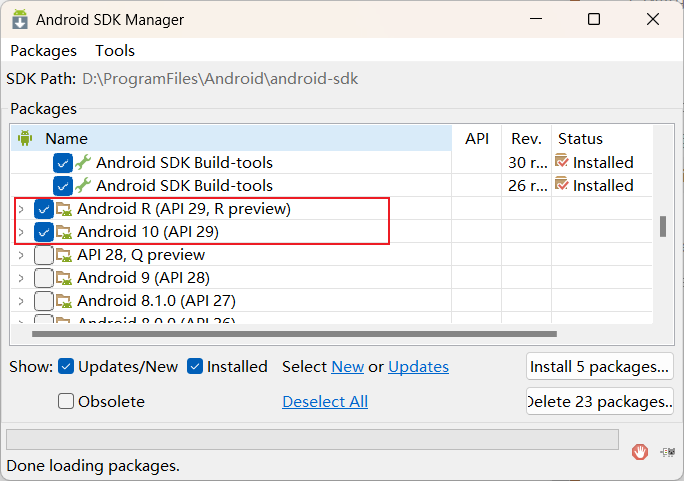 Android SDK Manager
Packages Tools
SDK Path: D:\ProgramFiles\Android\android-sdk
Packages
Name API Rev. Status
Android SDK Build-tools 30 r... Installed
Android SDK Build-tools 26 r... Installed
Android R (API 29, R preview)
Android 10 (API 29)
API 28, Q preview
Android 9 (API 28)
Android 8.1.0 (API 27)
Android 8.0.0 (API 26)
Show: Updates/New Installed Select New or Updates Install 5 packages...
Obsolete Deselect All Delete 23 packages..
Done loading packages.